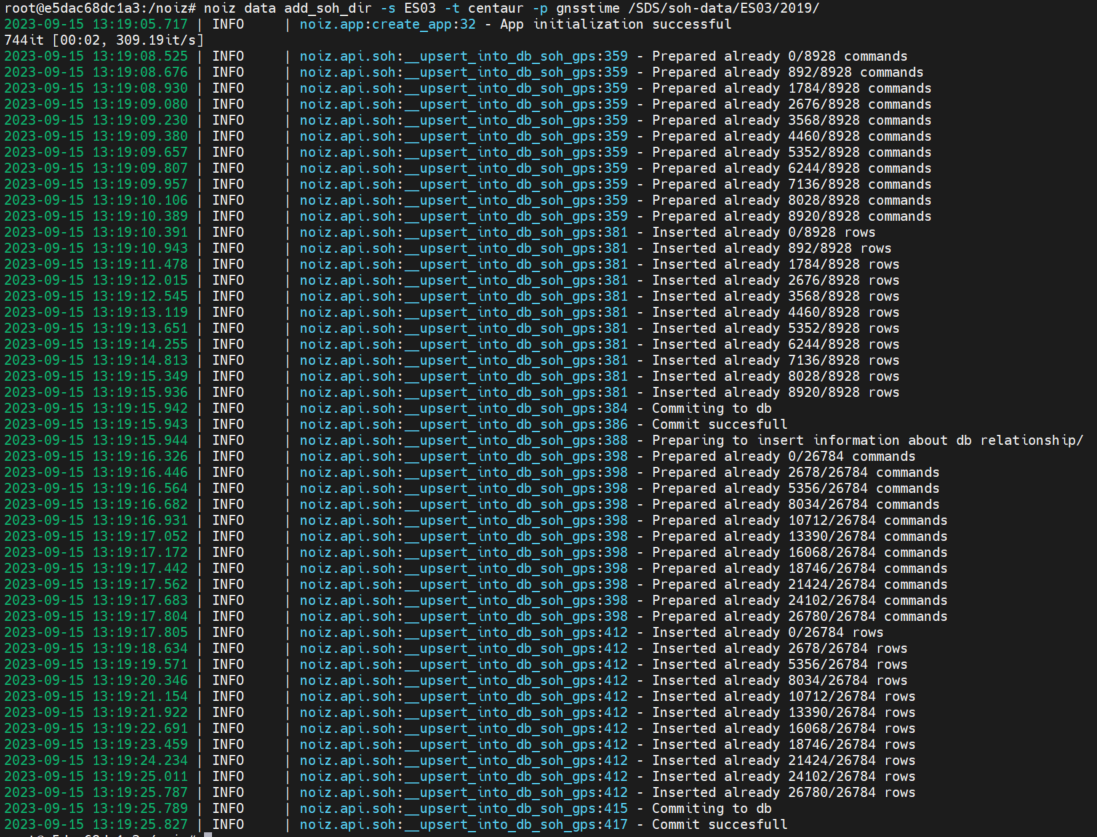 root@e5dac68dc1a3:/noiz# noiz data add_soh_dir -s ES03 -t centaur -p gnsstime /SDS/soh-data/ES03/2019/
2023-09-15 13:19:05.717 | INFO     | noiz.app:create_app:32 - App initialization successful
744it [00:02, 309.19it/s]
2023-09-15 13:19:08.525 | INFO     | noiz.api.soh:__upsert_into_db_soh_gps:359 - Prepared already 0/8928 commands
2023-09-15 13:19:08.676 | INFO     | noiz.api.soh:__upsert_into_db_soh_gps:359 - Prepared already 892/8928 commands
2023-09-15 13:19:08.930 | INFO     | noiz.api.soh:__upsert_into_db_soh_gps:359 - Prepared already 1784/8928 commands
2023-09-15 13:19:09.080 | INFO     | noiz.api.soh:__upsert_into_db_soh_gps:359 - Prepared already 2676/8928 commands
2023-09-15 13:19:09.230 | INFO     | noiz.api.soh:__upsert_into_db_soh_gps:359 - Prepared already 3568/8928 commands
2023-09-15 13:19:09.380 | INFO     | noiz.api.soh:__upsert_into_db_soh_gps:359 - Prepared already 4460/8928 commands
2023-09-15 13:19:09.657 | INFO     | noiz.api.soh:__upsert_into_db_soh_gps:359 - Prepared already 5352/8928 commands
2023-09-15 13:19:09.807 | INFO     | noiz.api.soh:__upsert_into_db_soh_gps:359 - Prepared already 6244/8928 commands
2023-09-15 13:19:09.957 | INFO     | noiz.api.soh:__upsert_into_db_soh_gps:359 - Prepared already 7136/8928 commands
2023-09-15 13:19:10.106 | INFO     | noiz.api.soh:__upsert_into_db_soh_gps:359 - Prepared already 8028/8928 commands
2023-09-15 13:19:10.389 | INFO     | noiz.api.soh:__upsert_into_db_soh_gps:359 - Prepared already 8920/8928 commands
2023-09-15 13:19:10.391 | INFO     | noiz.api.soh:__upsert_into_db_soh_gps:381 - Inserted already 0/8928 rows
2023-09-15 13:19:10.943 | INFO     | noiz.api.soh:__upsert_into_db_soh_gps:381 - Inserted already 892/8928 rows
2023-09-15 13:19:11.478 | INFO     | noiz.api.soh:__upsert_into_db_soh_gps:381 - Inserted already 1784/8928 rows
2023-09-15 13:19:12.015 | INFO     | noiz.api.soh:__upsert_into_db_soh_gps:381 - Inserted already 2676/8928 rows
2023-09-15 13:19:12.545 | INFO     | noiz.api.soh:__upsert_into_db_soh_gps:381 - Inserted already 3568/8928 rows
2023-09-15 13:19:13.119 | INFO     | noiz.api.soh:__upsert_into_db_soh_gps:381 - Inserted already 4460/8928 rows
2023-09-15 13:19:13.651 | INFO     | noiz.api.soh:__upsert_into_db_soh_gps:381 - Inserted already 5352/8928 rows
2023-09-15 13:19:14.255 | INFO     | noiz.api.soh:__upsert_into_db_soh_gps:381 - Inserted already 6244/8928 rows
2023-09-15 13:19:14.813 | INFO     | noiz.api.soh:__upsert_into_db_soh_gps:381 - Inserted already 7136/8928 rows
2023-09-15 13:19:15.349 | INFO     | noiz.api.soh:__upsert_into_db_soh_gps:381 - Inserted already 8028/8928 rows
2023-09-15 13:19:15.936 | INFO     | noiz.api.soh:__upsert_into_db_soh_gps:381 - Inserted already 8920/8928 rows
2023-09-15 13:19:15.942 | INFO     | noiz.api.soh:__upsert_into_db_soh_gps:384 - Commiting to db
2023-09-15 13:19:15.943 | INFO     | noiz.api.soh:__upsert_into_db_soh_gps:386 - Commit succesfull
2023-09-15 13:19:15.944 | INFO     | noiz.api.soh:__upsert_into_db_soh_gps:388 - Preparing to insert information about db relationship/
2023-09-15 13:19:16.326 | INFO     | noiz.api.soh:__upsert_into_db_soh_gps:398 - Prepared already 0/26784 commands
2023-09-15 13:19:16.446 | INFO     | noiz.api.soh:__upsert_into_db_soh_gps:398 - Prepared already 2678/26784 commands
2023-09-15 13:19:16.564 | INFO     | noiz.api.soh:__upsert_into_db_soh_gps:398 - Prepared already 5356/26784 commands
2023-09-15 13:19:16.682 | INFO     | noiz.api.soh:__upsert_into_db_soh_gps:398 - Prepared already 8034/26784 commands
2023-09-15 13:19:16.931 | INFO     | noiz.api.soh:__upsert_into_db_soh_gps:398 - Prepared already 10712/26784 commands
2023-09-15 13:19:17.052 | INFO     | noiz.api.soh:__upsert_into_db_soh_gps:398 - Prepared already 13390/26784 commands
2023-09-15 13:19:17.172 | INFO     | noiz.api.soh:__upsert_into_db_soh_gps:398 - Prepared already 16068/26784 commands
2023-09-15 13:19:17.442 | INFO     | noiz.api.soh:__upsert_into_db_soh_gps:398 - Prepared already 18746/26784 commands
2023-09-15 13:19:17.562 | INFO     | noiz.api.soh:__upsert_into_db_soh_gps:398 - Prepared already 21424/26784 commands
2023-09-15 13:19:17.683 | INFO     | noiz.api.soh:__upsert_into_db_soh_gps:398 - Prepared already 24102/26784 commands
2023-09-15 13:19:17.804 | INFO     | noiz.api.soh:__upsert_into_db_soh_gps:398 - Prepared already 26780/26784 commands
2023-09-15 13:19:17.805 | INFO     | noiz.api.soh:__upsert_into_db_soh_gps:412 - Inserted already 0/26784 rows
2023-09-15 13:19:18.634 | INFO     | noiz.api.soh:__upsert_into_db_soh_gps:412 - Inserted already 2678/26784 rows
2023-09-15 13:19:19.571 | INFO     | noiz.api.soh:__upsert_into_db_soh_gps:412 - Inserted already 5356/26784 rows
2023-09-15 13:19:20.346 | INFO     | noiz.api.soh:__upsert_into_db_soh_gps:412 - Inserted already 8034/26784 rows
2023-09-15 13:19:21.154 | INFO     | noiz.api.soh:__upsert_into_db_soh_gps:412 - Inserted already 10712/26784 rows
2023-09-15 13:19:21.922 | INFO     | noiz.api.soh:__upsert_into_db_soh_gps:412 - Inserted already 13390/26784 rows
2023-09-15 13:19:22.691 | INFO     | noiz.api.soh:__upsert_into_db_soh_gps:412 - Inserted already 16068/26784 rows
2023-09-15 13:19:23.459 | INFO     | noiz.api.soh:__upsert_into_db_soh_gps:412 - Inserted already 18746/26784 rows
2023-09-15 13:19:24.234 | INFO     | noiz.api.soh:__upsert_into_db_soh_gps:412 - Inserted already 21424/26784 rows
2023-09-15 13:19:25.011 | INFO     | noiz.api.soh:__upsert_into_db_soh_gps:412 - Inserted already 24102/26784 rows
2023-09-15 13:19:25.787 | INFO     | noiz.api.soh:__upsert_into_db_soh_gps:412 - Inserted already 26780/26784 rows
2023-09-15 13:19:25.789 | INFO     | noiz.api.soh:__upsert_into_db_soh_gps:415 - Commiting to db
2023-09-15 13:19:25.827 | INFO     | noiz.api.soh:__upsert_into_db_soh_gps:417 - Commit succesfull